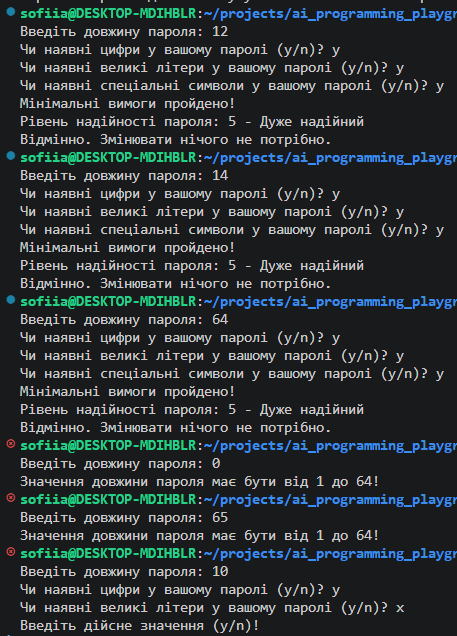 sofiia@DESKTOP-MDIHBLR:~/projects/ai_programming_playgr
Введіть довжину пароля: 12
Чи наявні цифри у вашому паролі (y/n)? y
Чи наявні великі літери у вашому паролі (y/n)? y
Чи наявні спеціальні символи у вашому паролі (y/n)? y
Мінімальні вимоги пройдено!
Рівень надійності пароля: 5 - Дуже надійний
Відмінно. Змінювати нічого не потрібно.
sofiia@DESKTOP-MDIHBLR:~/projects/ai_programming_playgr
Введіть довжину пароля: 14
Чи наявні цифри у вашому паролі (y/n)? y
Чи наявні великі літери у вашому паролі (y/n)? y
Чи наявні спеціальні символи у вашому паролі (y/n)? y
Мінімальні вимоги пройдено!
Рівень надійності пароля: 5 - Дуже надійний
Відмінно. Змінювати нічого не потрібно.
sofiia@DESKTOP-MDIHBLR:~/projects/ai_programming_playgr
Введіть довжину пароля: 64
Чи наявні цифри у вашому паролі (y/n)? y
Чи наявні великі літери у вашому паролі (y/n)? y
Чи наявні спеціальні символи у вашому паролі (y/n)? y
Мінімальні вимоги пройдено!
Рівень надійності пароля: 5 - Дуже надійний
Відмінно. Змінювати нічого не потрібно.
sofiia@DESKTOP-MDIHBLR:~/projects/ai_programming_playgr
Введіть довжину пароля: 0
Значення довжини пароля має бути від 1 до 64!
sofiia@DESKTOP-MDIHBLR:~/projects/ai_programming_playgr
Введіть довжину пароля: 65
Значення довжини пароля має бути від 1 до 64!
sofiia@DESKTOP-MDIHBLR:~/projects/ai_programming_playgr
Введіть довжину пароля: 10
Чи наявні цифри у вашому паролі (y/n)? y
Чи наявні великі літери у вашому паролі (y/n)? x
Введіть дійсне значення (y/n)!